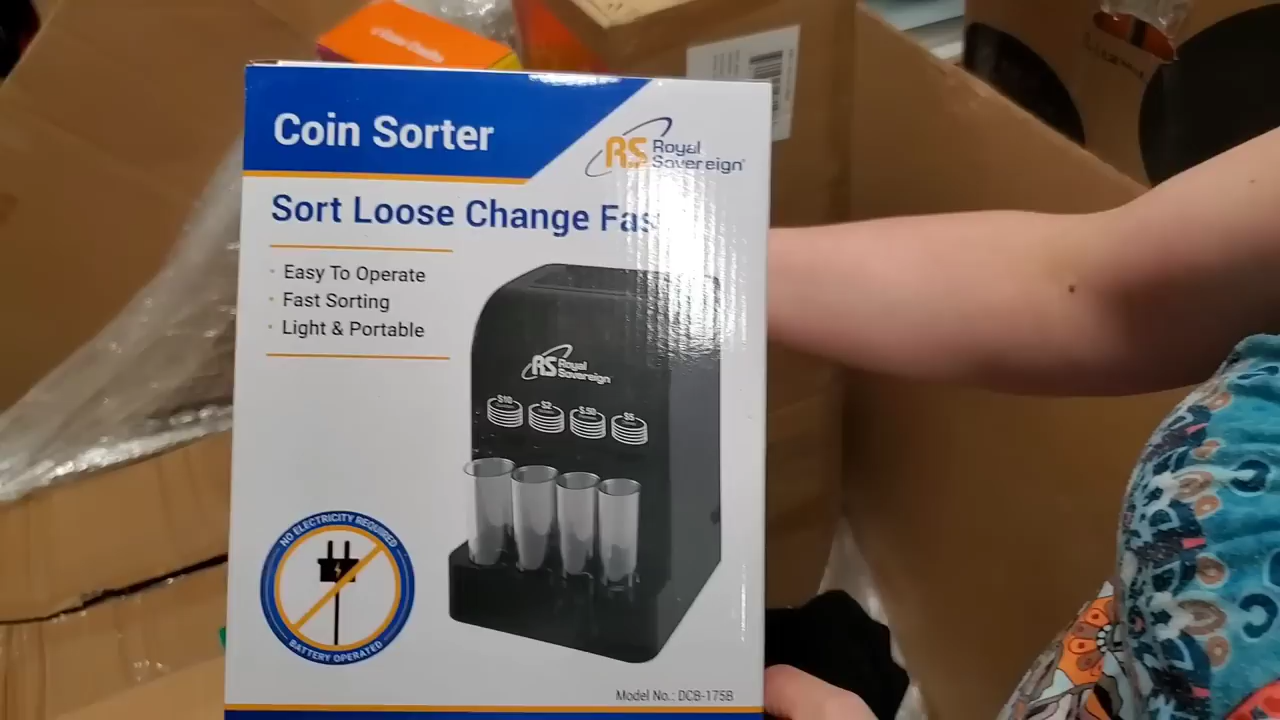 Coin Sorter
RS Royal
Sovereign
Sort Loose Change Fas
· Easy To Operate
· Fast Sorting
· Light & Portable
RS Royal
Sovereign
$10 $2 $.50 $5
NO ELECTRICITY REQUIRED
BATTERY OPERATED
Model No.: DCB-175B